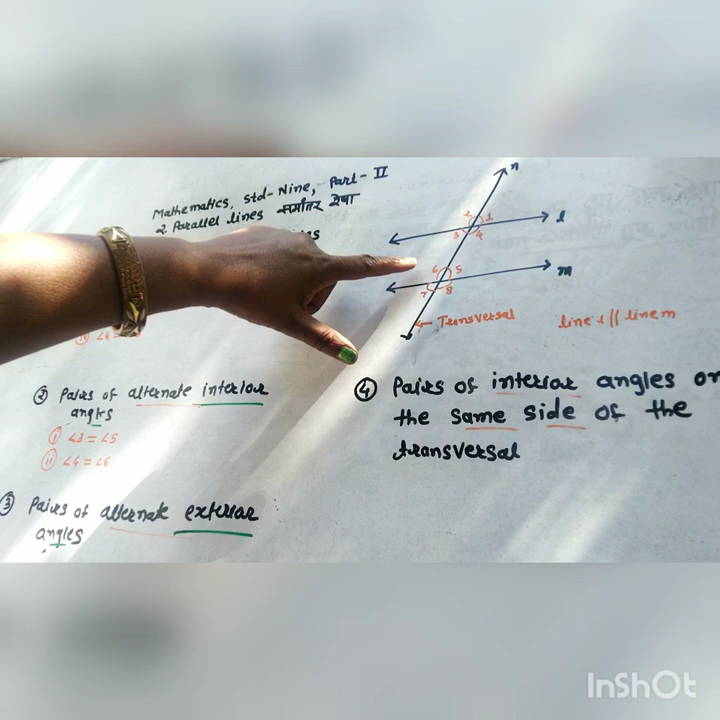 Mathematics, Std-Nine, Part-II
2. Parallel lines समांतर रेषा
n
2 1
l
3 4
6 5
m
7 8
← Transversal
line l || line m
iv ∠4=
② Pairs of alternate interior
angles
i ∠3=∠5
ii ∠4=∠6
③ Pairs of alternate exterior
angles
④ Pairs of interior angles on
the same side of the
transversal
InShOt